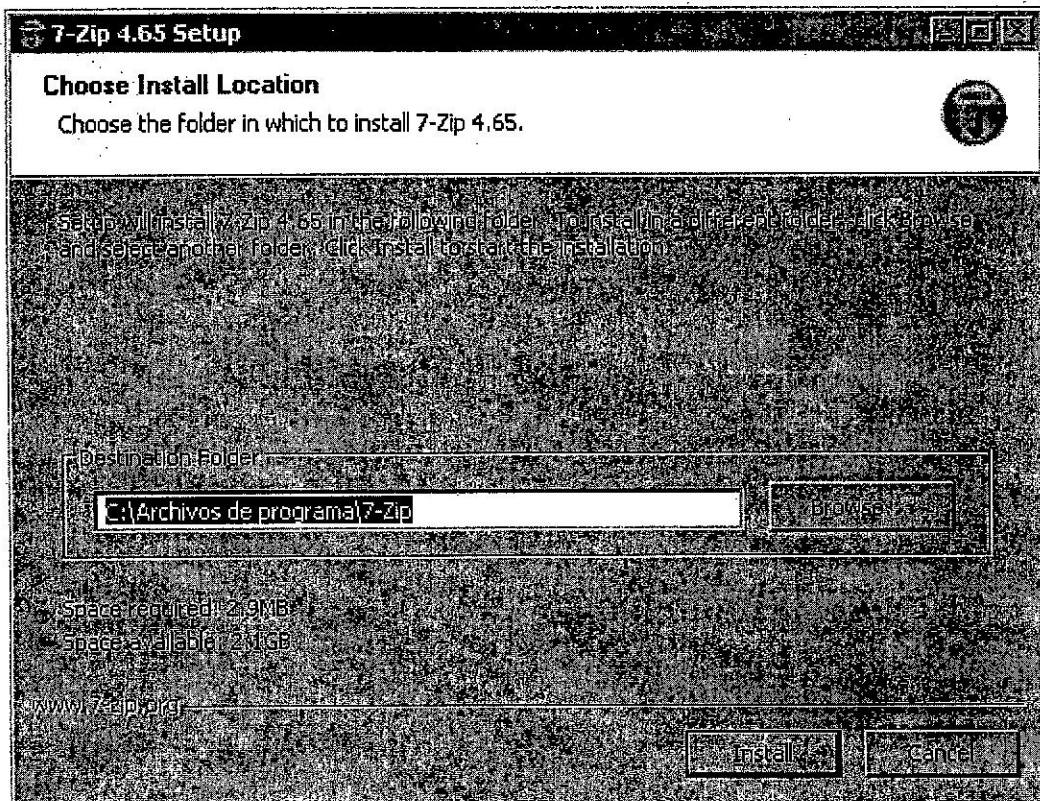 7-Zip 4.65 Setup
Choose Install Location
Choose the folder in which to install 7-Zip 4.65.
Setup will install 7-Zip 4.65 in the following folder. To install in a different folder, click Browse
and select another folder. Click Install to start the installation.
Destination Folder
C:\Archivos de programa\7-Zip
Browse...
Space required: 2.9MB
Space available: 2.1GB
www.7-zip.org
Install
Cancel